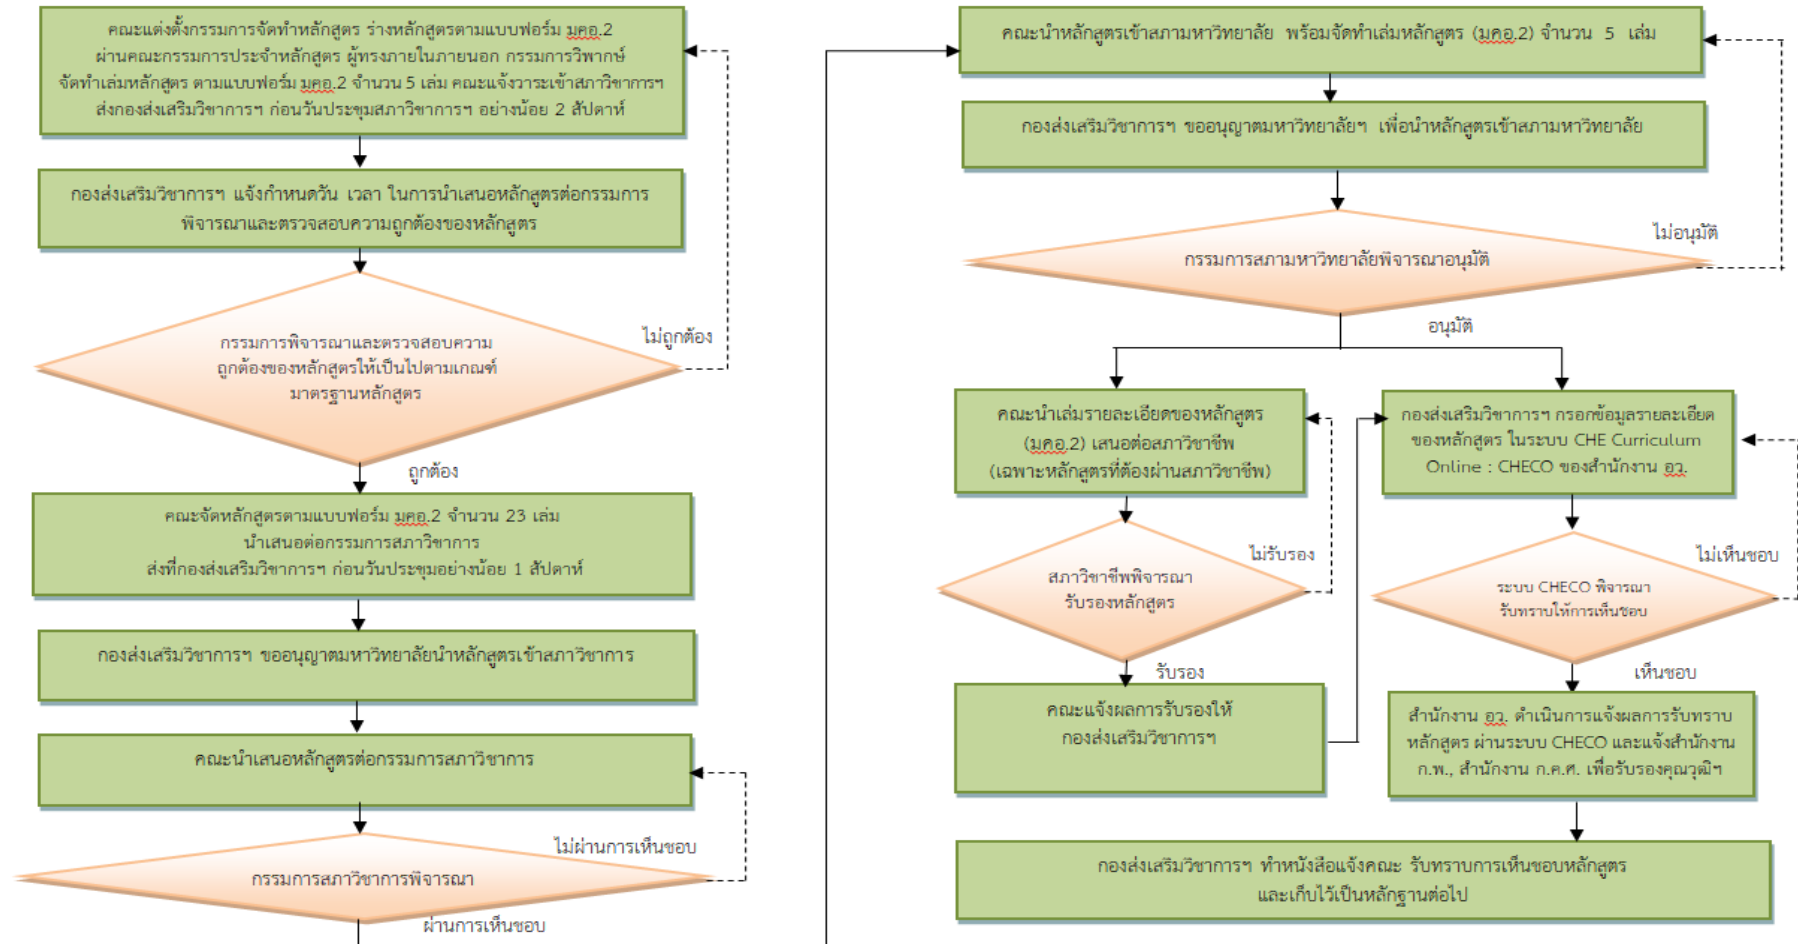 คณะแต่งตั้งกรรมการจัดทำหลักสูตร ร่างหลักสูตรตามแบบฟอร์ม มคอ.2
ผ่านคณะกรรมการประจำหลักสูตร ผู้ทรงภายในภายนอก กรรมการวิพากษ์
จัดทำเล่มหลักสูตร ตามแบบฟอร์ม มคอ.2 จำนวน 5 เล่ม คณะแจ้งวาระเข้าสภาวิชาการฯ
ส่งกองส่งเสริมวิชาการฯ ก่อนวันประชุมสภาวิชาการฯ อย่างน้อย 2 สัปดาห์
กองส่งเสริมวิชาการฯ แจ้งกำหนดวัน เวลา ในการนำเสนอหลักสูตรต่อกรรมการ
พิจารณาและตรวจสอบความถูกต้องของหลักสูตร
ไม่ถูกต้อง
กรรมการพิจารณาและตรวจสอบความ
ถูกต้องของหลักสูตรให้เป็นไปตามเกณฑ์
มาตรฐานหลักสูตร
ถูกต้อง
คณะจัดหลักสูตรตามแบบฟอร์ม มคอ.2 จำนวน 23 เล่ม
นำเสนอต่อกรรมการสภาวิชาการ
ส่งที่กองส่งเสริมวิชาการฯ ก่อนวันประชุมอย่างน้อย 1 สัปดาห์
กองส่งเสริมวิชาการฯ ขออนุญาตมหาวิทยาลัยนำหลักสูตรเข้าสภาวิชาการ
คณะนำเสนอหลักสูตรต่อกรรมการสภาวิชาการ
ไม่ผ่านการเห็นชอบ
กรรมการสภาวิชาการพิจารณา
ผ่านการเห็นชอบ
คณะนำหลักสูตรเข้าสภามหาวิทยาลัย พร้อมจัดทำเล่มหลักสูตร (มคอ.2) จำนวน 5 เล่ม
กองส่งเสริมวิชาการฯ ขออนุญาตมหาวิทยาลัยฯ เพื่อนำหลักสูตรเข้าสภามหาวิทยาลัย
ไม่อนุมัติ
กรรมการสภามหาวิทยาลัยพิจารณาอนุมัติ
อนุมัติ
คณะนำเล่มรายละเอียดของหลักสูตร
(มคอ.2) เสนอต่อสภาวิชาชีพ
(เฉพาะหลักสูตรที่ต้องผ่านสภาวิชาชีพ)
ไม่รับรอง
สภาวิชาชีพพิจารณา
รับรองหลักสูตร
รับรอง
คณะแจ้งผลการรับรองให้
กองส่งเสริมวิชาการฯ
กองส่งเสริมวิชาการฯ กรอกข้อมูลรายละเอียด
ของหลักสูตร ในระบบ CHE Curriculum
Online : CHECO ของสำนักงาน อว.
ไม่เห็นชอบ
ระบบ CHECO พิจารณา
รับทราบให้การเห็นชอบ
เห็นชอบ
สำนักงาน อว. ดำเนินการแจ้งผลการรับทราบ
หลักสูตร ผ่านระบบ CHECO และแจ้งสำนักงาน
ก.พ., สำนักงาน ก.ค.ศ. เพื่อรับรองคุณวุฒิฯ
กองส่งเสริมวิชาการฯ ทำหนังสือแจ้งคณะ รับทราบการเห็นชอบหลักสูตร
และเก็บไว้เป็นหลักฐานต่อไป